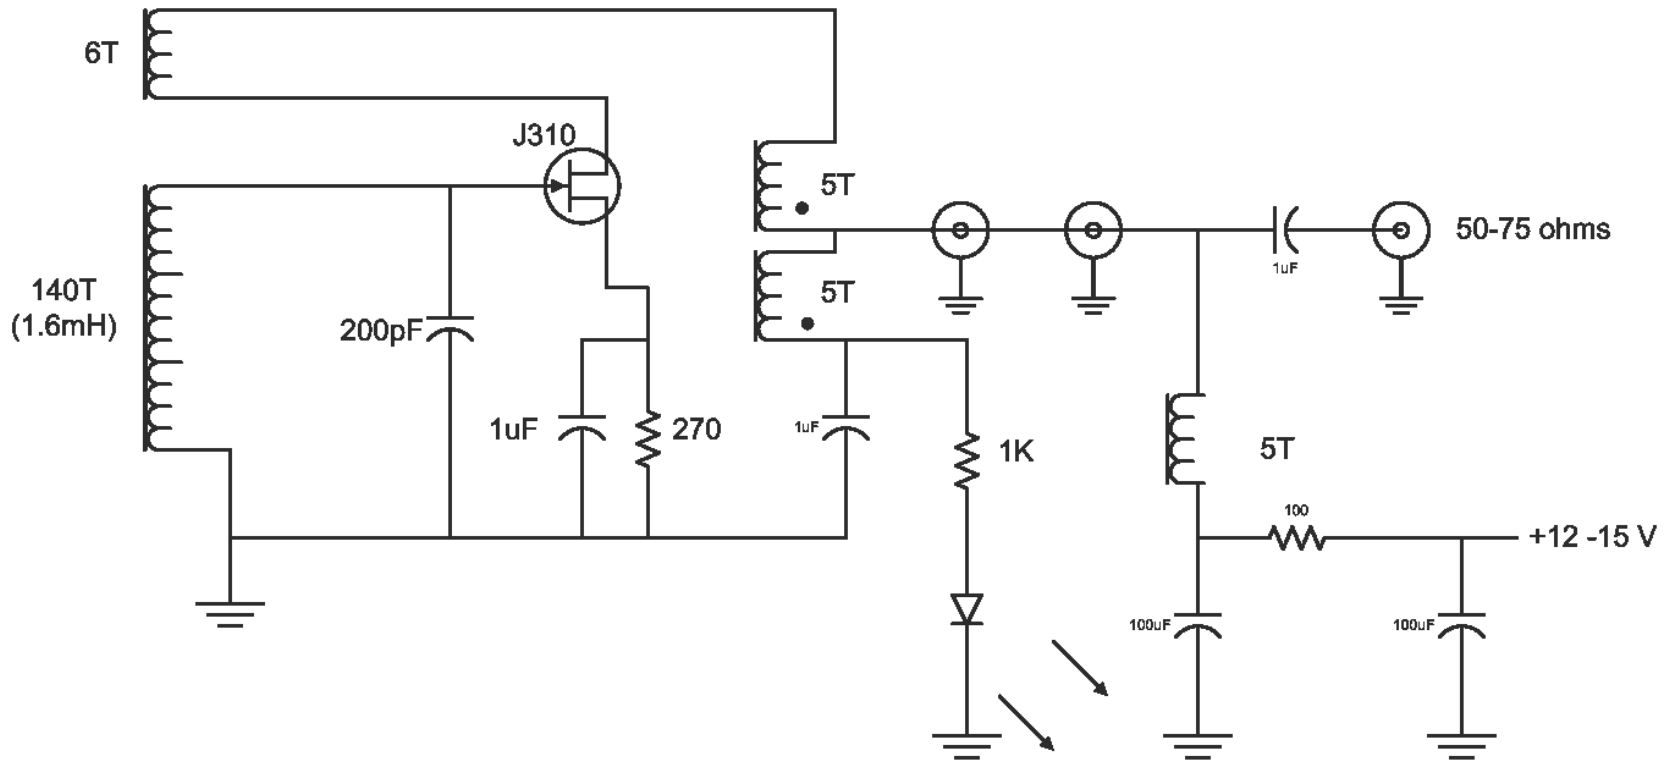 6T
J310
5T
50-75 ohms
1uF
140T
(1.6mH)
200pF
5T
1uF
270
1uF
1K
5T
100
+12 -15 V
100uF
100uF